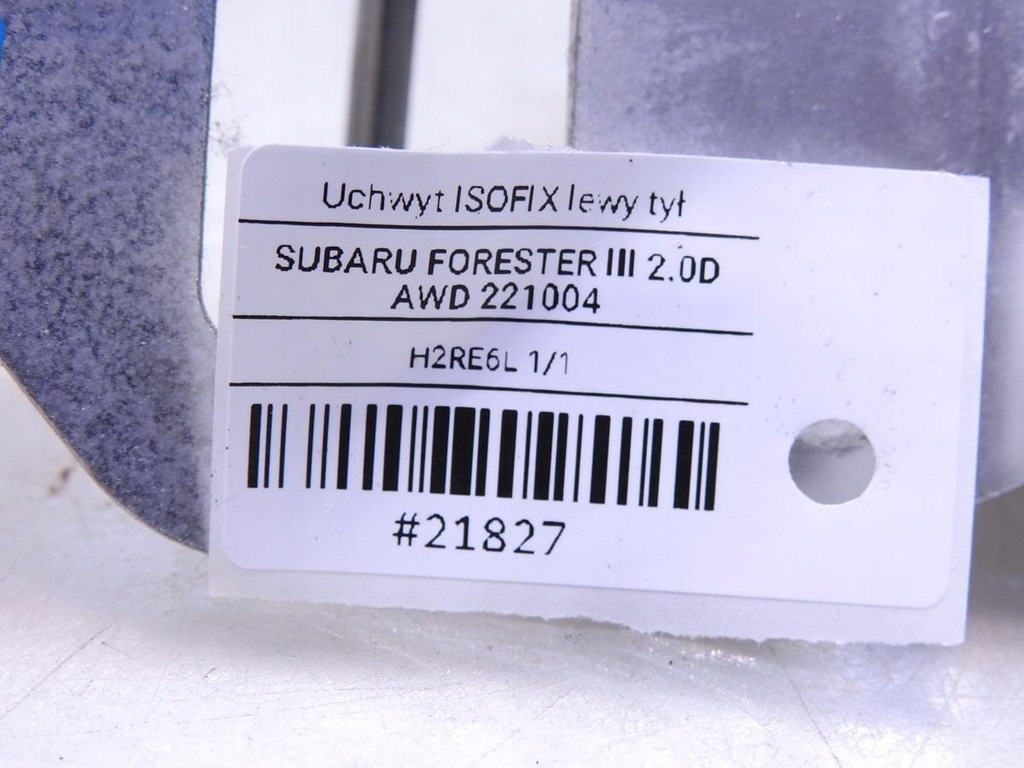 Uchwyt ISOFIX lewy tył
SUBARU FORESTER III 2.0D
AWD 221004
H2RE6L 1/1
#21827